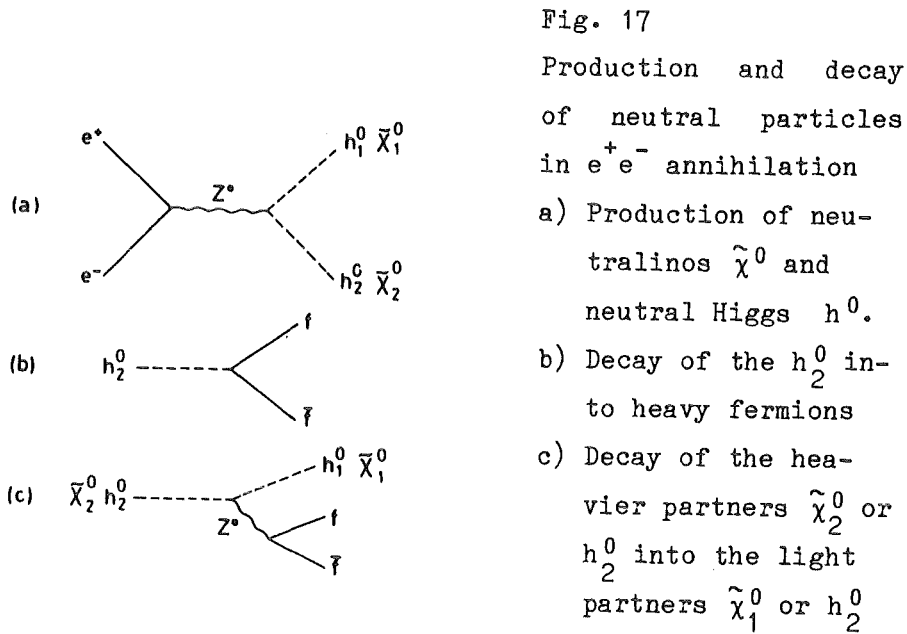 Fig. 17
Production and decay
of neutral particles
in e⁺e⁻ annihilation
a) Production of neu-
tralinos χ̃⁰ and
neutral Higgs h⁰.
b) Decay of the h₂⁰ in-
to heavy fermions
c) Decay of the hea-
vier partners χ̃₂⁰ or
h₂⁰ into the light
partners χ̃₁⁰ or h₂⁰
(a)
e⁺
e⁻
Z°
h₁⁰ χ̃₁⁰
h₂⁰ χ̃₂⁰
(b)
h₂⁰
f
f̄
(c)
χ̃₂⁰ h₂⁰
Z°
h₁⁰ χ̃₁⁰
f
f̄